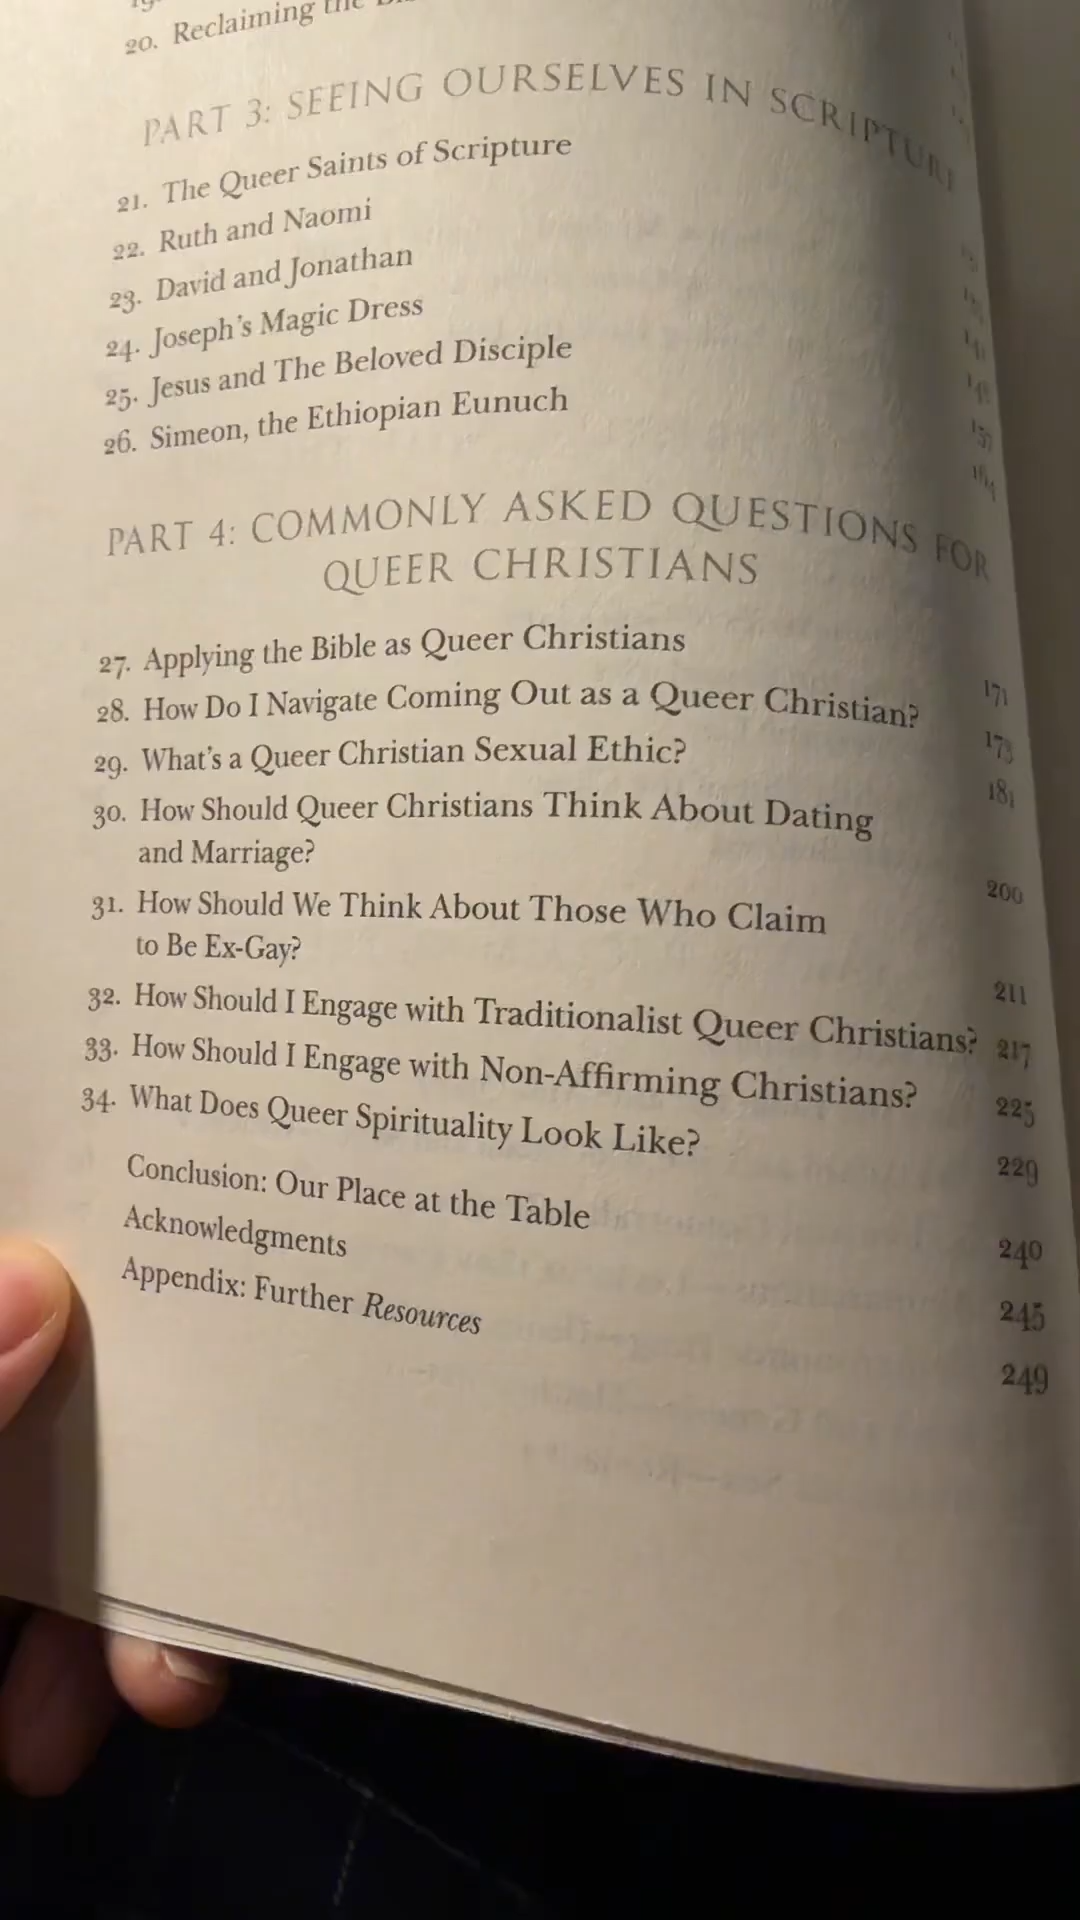 20. Reclaiming the
PART 3: SEEING OURSELVES IN SCRIPTURE
21. The Queer Saints of Scripture
22. Ruth and Naomi
23. David and Jonathan
24. Joseph's Magic Dress
25. Jesus and The Beloved Disciple
26. Simeon, the Ethiopian Eunuch
PART 4: COMMONLY ASKED QUESTIONS FOR
QUEER CHRISTIANS
27. Applying the Bible as Queer Christians 171
28. How Do I Navigate Coming Out as a Queer Christian? 173
29. What's a Queer Christian Sexual Ethic? 181
30. How Should Queer Christians Think About Dating
and Marriage? 200
31. How Should We Think About Those Who Claim
to Be Ex-Gay? 211
32. How Should I Engage with Traditionalist Queer Christians? 217
33. How Should I Engage with Non-Affirming Christians? 225
34. What Does Queer Spirituality Look Like? 229
Conclusion: Our Place at the Table 240
Acknowledgments 245
Appendix: Further Resources 249